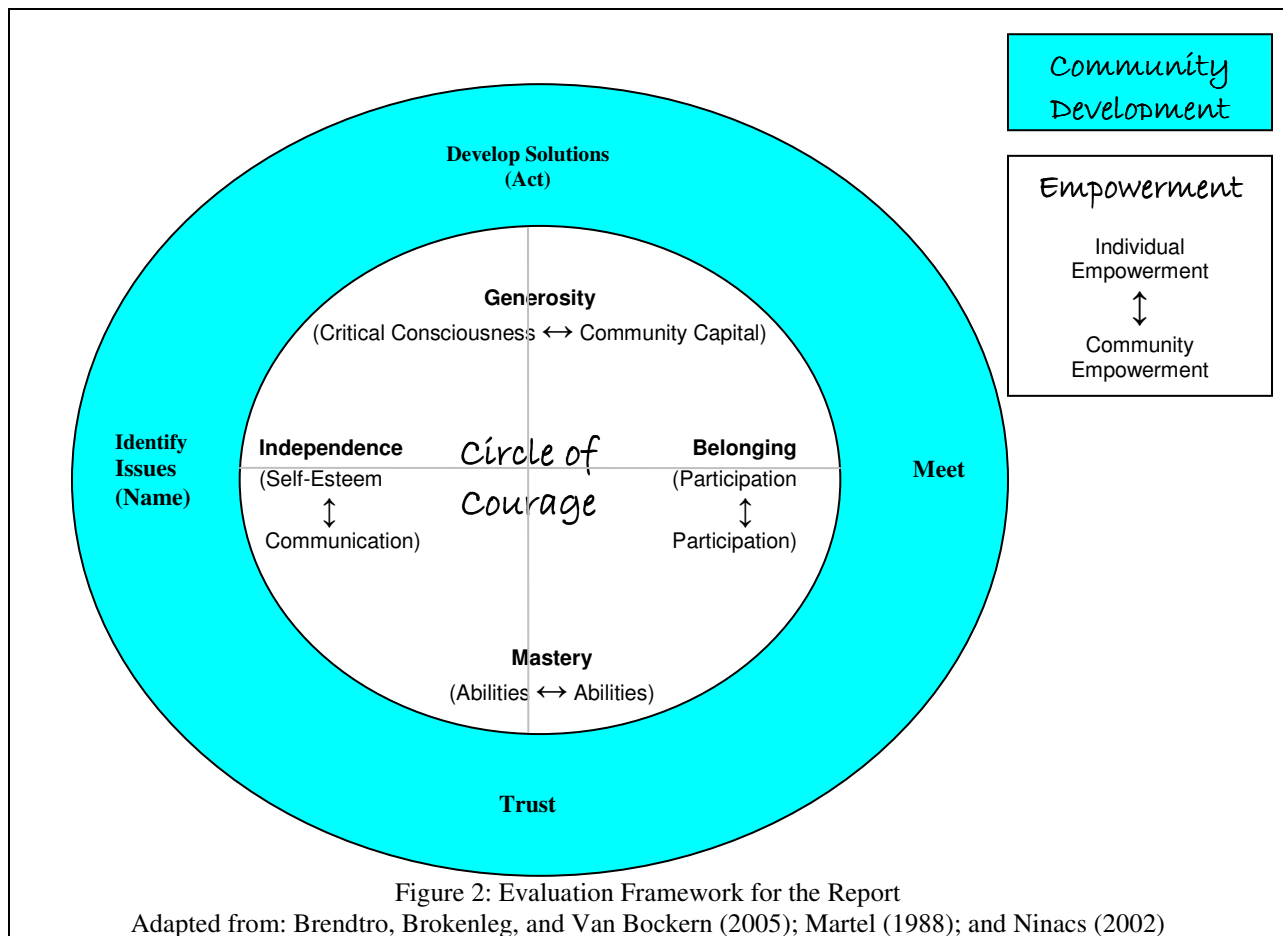 Community
Development
Empowerment
Individual
Empowerment
↕
Community
Empowerment
Develop Solutions
(Act)
Generosity
(Critical Consciousness ↔ Community Capital)
Identify
Issues
(Name)
Independence
(Self-Esteem
↕
Communication)
Circle of
Courage
Belonging
(Participation
↕
Participation)
Meet
Mastery
(Abilities ↔ Abilities)
Trust
Figure 2: Evaluation Framework for the Report
Adapted from: Brendtro, Brokenleg, and Van Bockern (2005); Martel (1988); and Ninacs (2002)